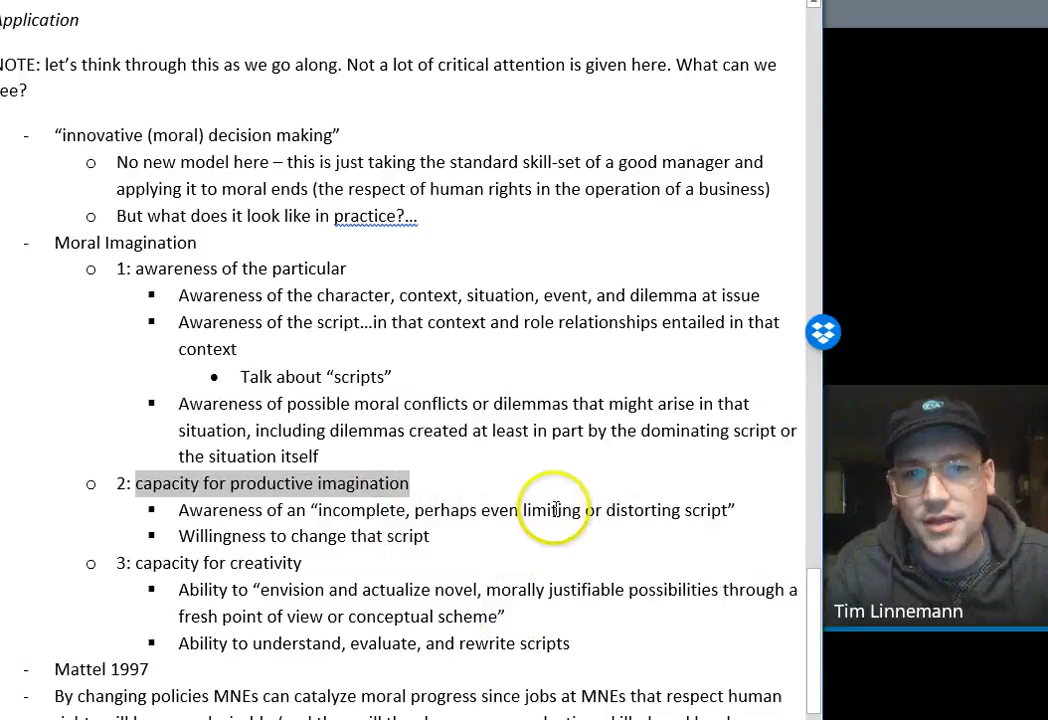 Application
NOTE: let's think through this as we go along. Not a lot of critical attention is given here. What can we
see?
- "innovative (moral) decision making"
o No new model here – this is just taking the standard skill-set of a good manager and
applying it to moral ends (the respect of human rights in the operation of a business)
o But what does it look like in practice?...
- Moral Imagination
o 1: awareness of the particular
▪ Awareness of the character, context, situation, event, and dilemma at issue
▪ Awareness of the script...in that context and role relationships entailed in that
context
• Talk about "scripts"
▪ Awareness of possible moral conflicts or dilemmas that might arise in that
situation, including dilemmas created at least in part by the dominating script or
the situation itself
o 2: capacity for productive imagination
▪ Awareness of an "incomplete, perhaps even limiting or distorting script"
▪ Willingness to change that script
o 3: capacity for creativity
▪ Ability to "envision and actualize novel, morally justifiable possibilities through a
fresh point of view or conceptual scheme"
▪ Ability to understand, evaluate, and rewrite scripts
- Mattel 1997
- By changing policies MNEs can catalyze moral progress since jobs at MNEs that respect human
Tim Linnemann